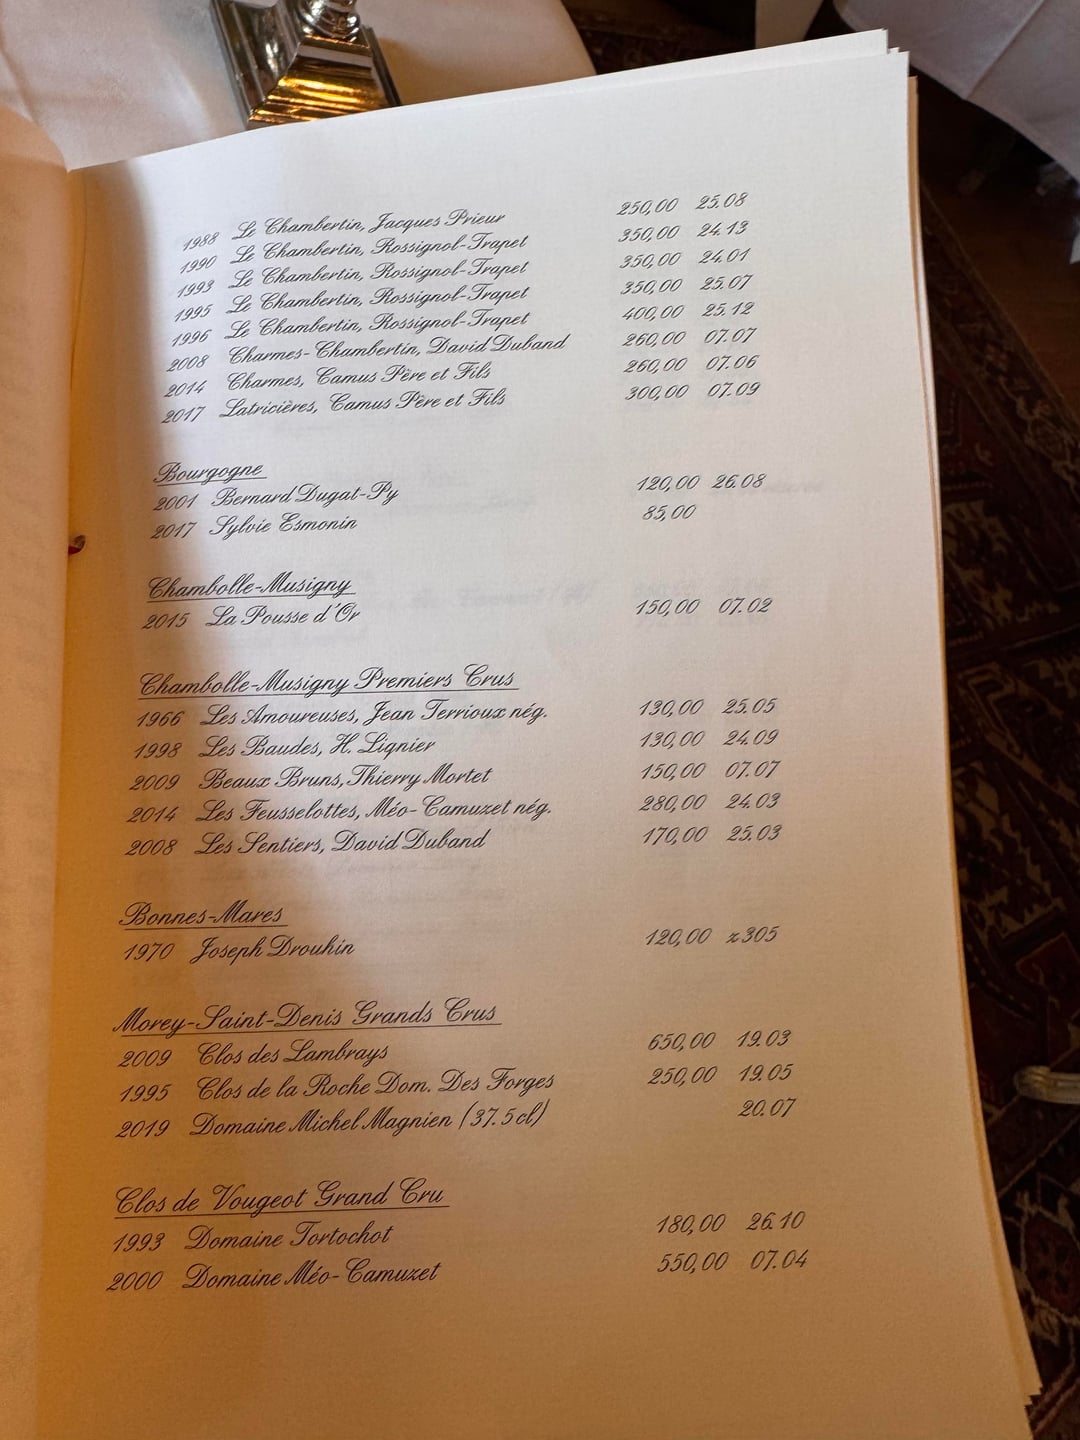 1988 Le Chambertin, Jacques Prieur 250,00 25.08
1990 Le Chambertin, Rossignol-Trapet 350,00 24.13
1993 Le Chambertin, Rossignol-Trapet 350,00 24.01
1995 Le Chambertin, Rossignol-Trapet 350,00 25.07
1996 Le Chambertin, Rossignol-Trapet 400,00 25.12
2008 Charmes-Chambertin, David Duband 260,00 07.07
2014 Charmes, Camus Père et Fils 260,00 07.06
2017 Latricières, Camus Père et Fils 300,00 07.09
Bourgogne
2001 Bernard Dugat-Py 120,00 26.08
2017 Sylvie Esmonin 85,00
Chambolle-Musigny
2015 La Pousse d'Or 150,00 07.02
Chambolle-Musigny Premiers Crus
1966 Les Amoureuses, Jean Terrioux nég. 130,00 25.05
1998 Les Baudes, H. Lignier 130,00 24.09
2009 Beaux Bruns, Thierry Mortet 150,00 07.07
2014 Les Feusselottes, Méo-Camuzet nég. 280,00 24.03
2008 Les Sentiers, David Duband 170,00 25.03
Bonnes-Mares
1970 Joseph Drouhin 120,00 z305
Morey-Saint-Denis Grands Crus
2009 Clos des Lambrays 650,00 19.03
1995 Clos de la Roche Dom. Des Forges 250,00 19.05
2019 Domaine Michel Magnien (37.5cl) 20.07
Clos de Vougeot Grand Cru
1993 Domaine Tortochot 180,00 26.10
2000 Domaine Méo-Camuzet 550,00 07.04